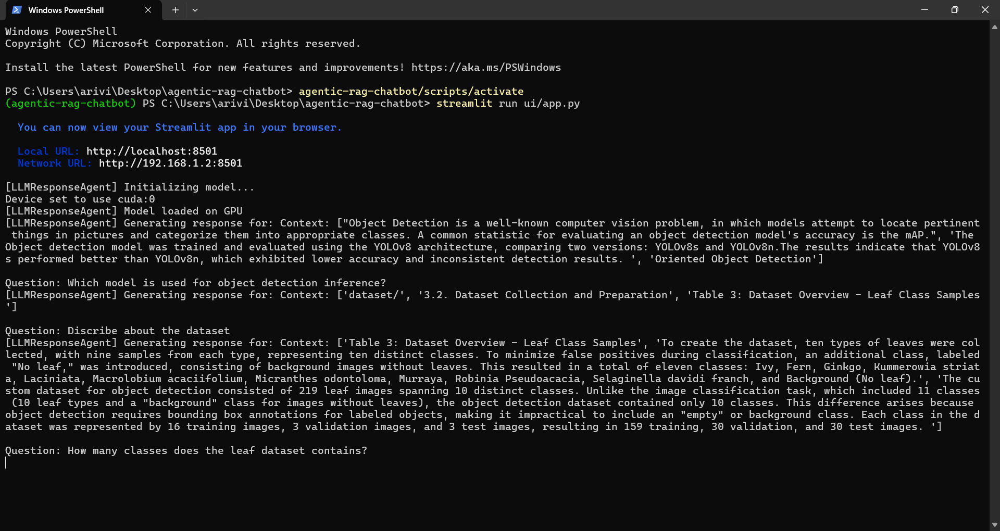 Windows PowerShell
Windows PowerShell
Copyright (C) Microsoft Corporation. All rights reserved.
Install the latest PowerShell for new features and improvements! https://aka.ms/PSWindows
PS C:\Users\arivi\Desktop\agentic-rag-chatbot> agentic-rag-chatbot/scripts/activate
(agentic-rag-chatbot) PS C:\Users\arivi\Desktop\agentic-rag-chatbot> streamlit run ui/app.py
You can now view your Streamlit app in your browser.
Local URL: http://localhost:8501
Network URL: http://192.168.1.2:8501
[LLMResponseAgent] Initializing model...
Device set to use cuda:0
[LLMResponseAgent] Model loaded on GPU
[LLMResponseAgent] Generating response for: Context: ["Object Detection is a well-known computer vision problem, in which models attempt to locate pertinent
things in pictures and categorize them into appropriate classes. A common statistic for evaluating an object detection model's accuracy is the mAP.", 'The
Object detection model was trained and evaluated using the YOLOv8 architecture, comparing two versions: YOLOv8s and YOLOv8n.The results indicate that YOLOv8
s performed better than YOLOv8n, which exhibited lower accuracy and inconsistent detection results. ', 'Oriented Object Detection']
Question: Which model is used for object detection inference?
[LLMResponseAgent] Generating response for: Context: ['dataset/', '3.2. Dataset Collection and Preparation', 'Table 3: Dataset Overview – Leaf Class Samples
']
Question: Discribe about the dataset
[LLMResponseAgent] Generating response for: Context: ['Table 3: Dataset Overview – Leaf Class Samples', 'To create the dataset, ten types of leaves were col
lected, with nine samples from each type, representing ten distinct classes. To minimize false positives during classification, an additional class, labeled
"No leaf," was introduced, consisting of background images without leaves. This resulted in a total of eleven classes: Ivy, Fern, Ginkgo, Kummerowia striat
a, Laciniata, Macrolobium acaciifolium, Micranthes odontoloma, Murraya, Robinia Pseudoacacia, Selaginella davidi franch, and Background (No leaf).', 'The cu
stom dataset for object detection consisted of 219 leaf images spanning 10 distinct classes. Unlike the image classification task, which included 11 classes
(10 leaf types and a "background" class for images without leaves), the object detection dataset contained only 10 classes. This difference arises because
object detection requires bounding box annotations for labeled objects, making it impractical to include an "empty" or background class. Each class in the d
ataset was represented by 16 training images, 3 validation images, and 3 test images, resulting in 159 training, 30 validation, and 30 test images. ']
Question: How many classes does the leaf dataset contains?